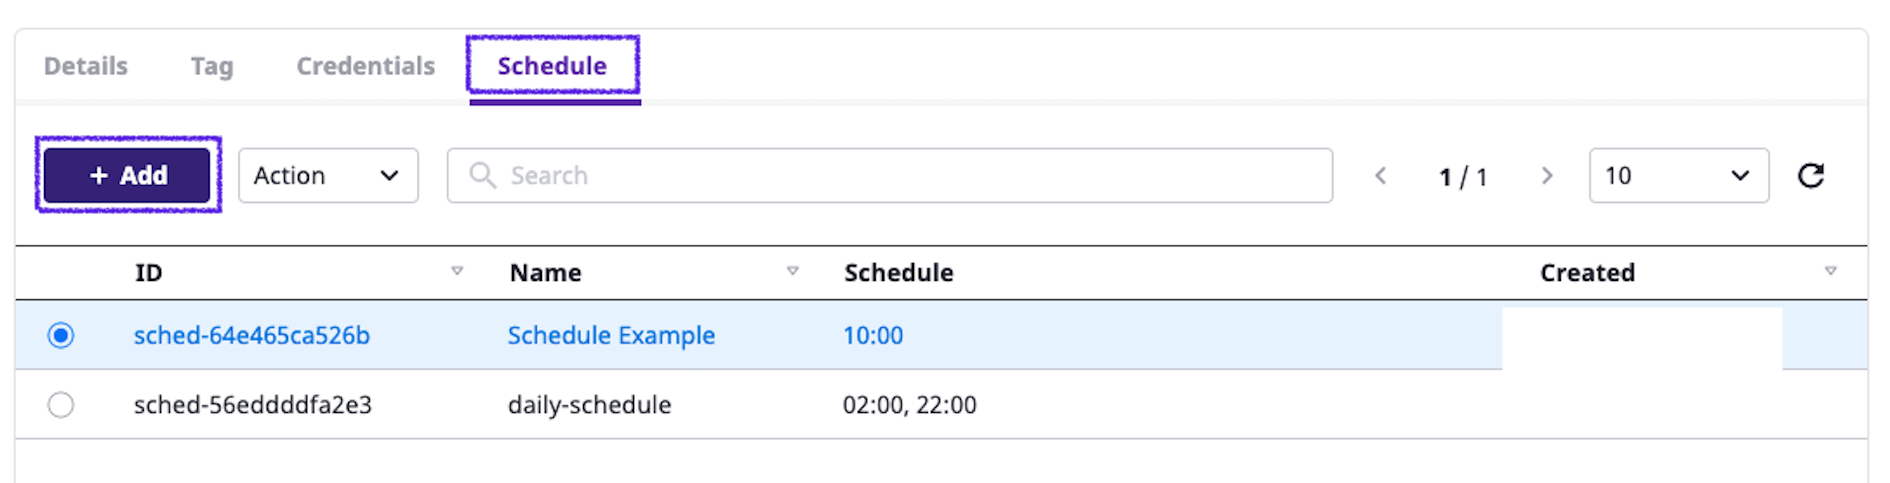 Details Tag Credentials Schedule
+ Add Action Search 1 / 1 10
ID Name Schedule Created
sched-64e465ca526b Schedule Example 10:00
sched-56eddddfa2e3 daily-schedule 02:00, 22:00